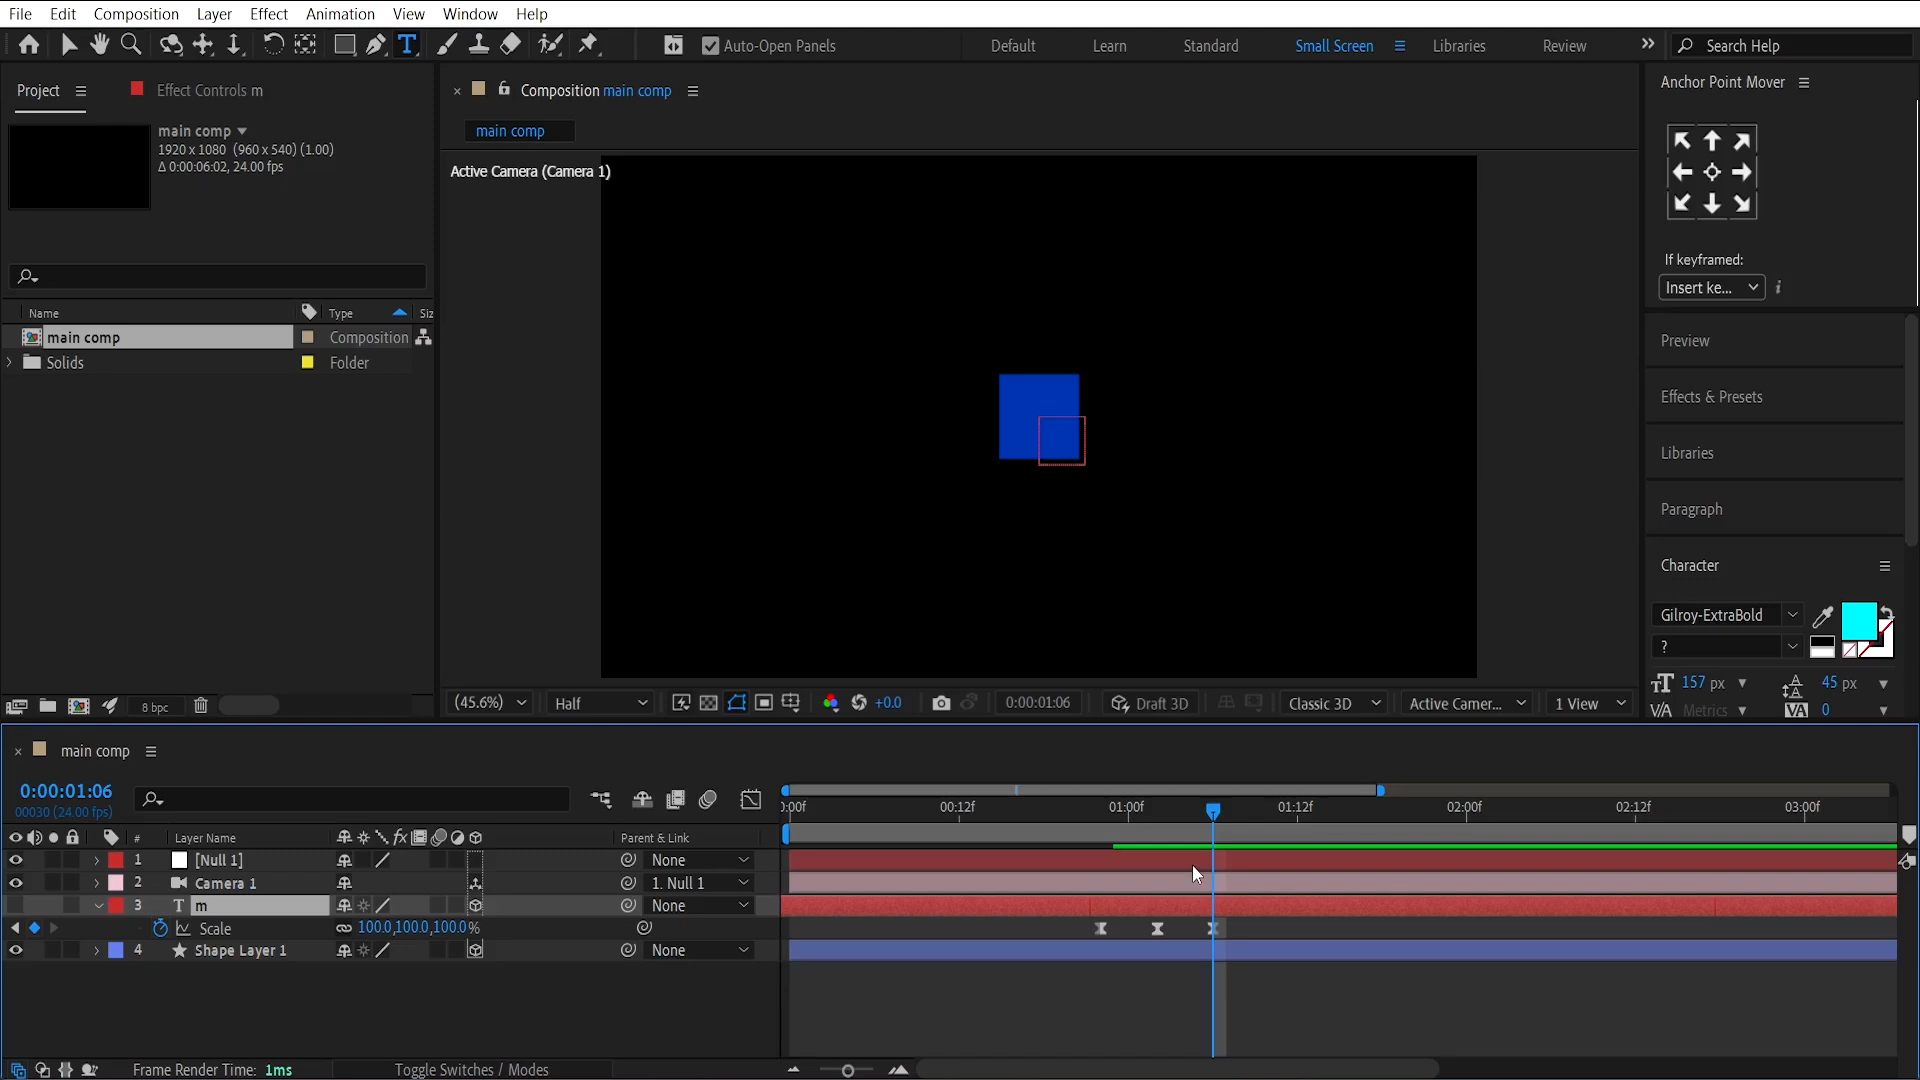 File Edit Composition Layer Effect Animation View Window Help
Auto-Open Panels Default Learn Standard Small Screen Libraries Review Search Help
Project Effect Controls m
main comp
1920 x 1080 (960 x 540) (1.00)
Δ 0:00:06:02, 24.00 fps
Name Type Siz
main comp Composition
Solids Folder
8 bpc
Composition main comp
main comp
Active Camera (Camera 1)
(45.6%) Half +0.0 0:00:01:06 Draft 3D Classic 3D Active Camer... 1 View
Anchor Point Mover
If keyframed:
Insert ke...
Preview
Effects & Presets
Libraries
Paragraph
Character
Gilroy-ExtraBold
?
157 px 45 px
Metrics 0
main comp
0:00:01:06
00030 (24.00 fps)
):00f 00:12f 01:00f 01:12f 02:00f 02:12f 03:00f
# Layer Name fx Parent & Link
1 [Null 1] None
2 Camera 1 1. Null 1
3 T m None
Scale 100.0,100.0,100.0%
4 Shape Layer 1 None
Frame Render Time: 1ms Toggle Switches / Modes